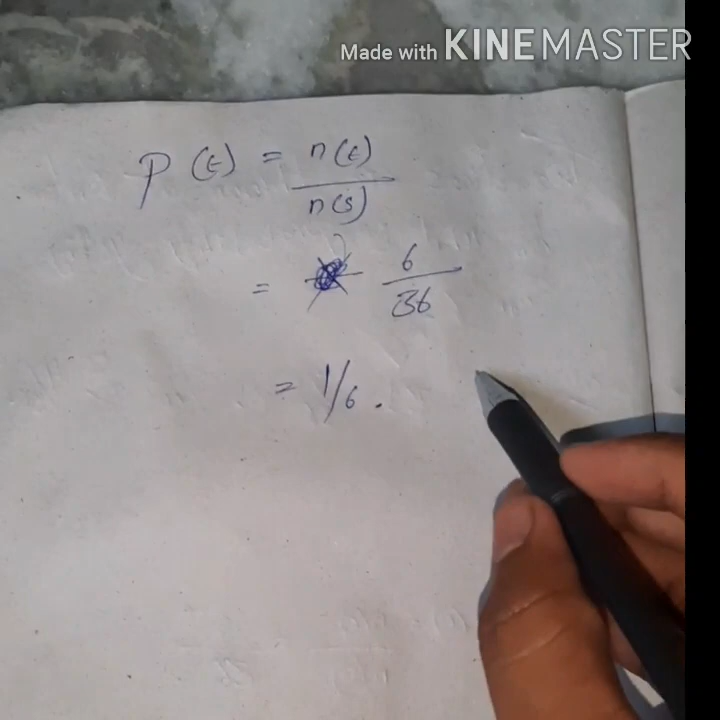 Made with KINEMASTER
P(E) = n(E)/n(S)
= 6/36
= 1/6.